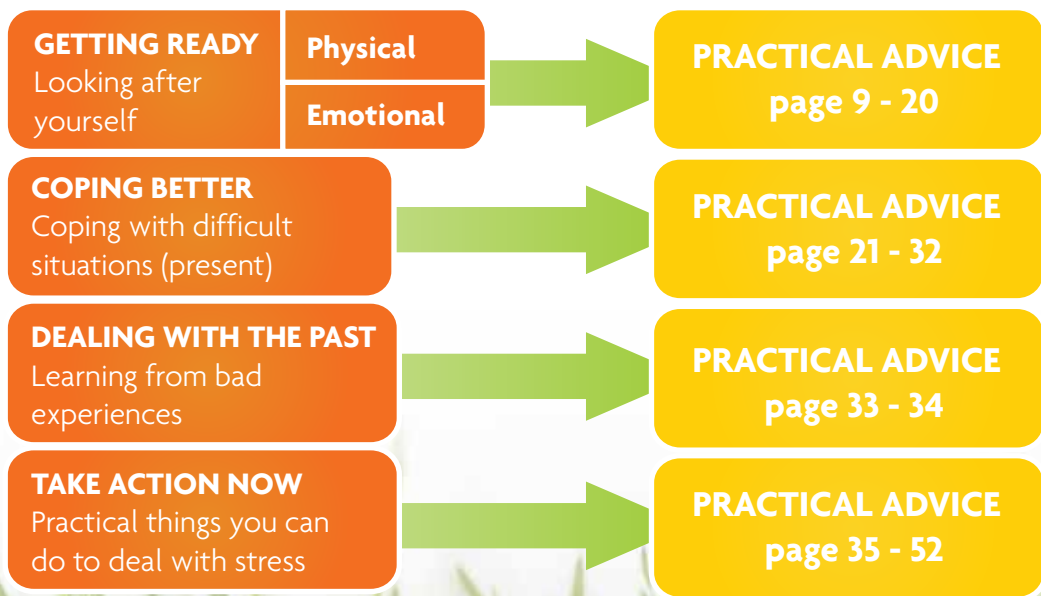 GETTING READY
Looking after
yourself
Physical
Emotional
PRACTICAL ADVICE
page 9 - 20
COPING BETTER
Coping with difficult
situations (present)
PRACTICAL ADVICE
page 21 - 32
DEALING WITH THE PAST
Learning from bad
experiences
PRACTICAL ADVICE
page 33 - 34
TAKE ACTION NOW
Practical things you can
do to deal with stress
PRACTICAL ADVICE
page 35 - 52